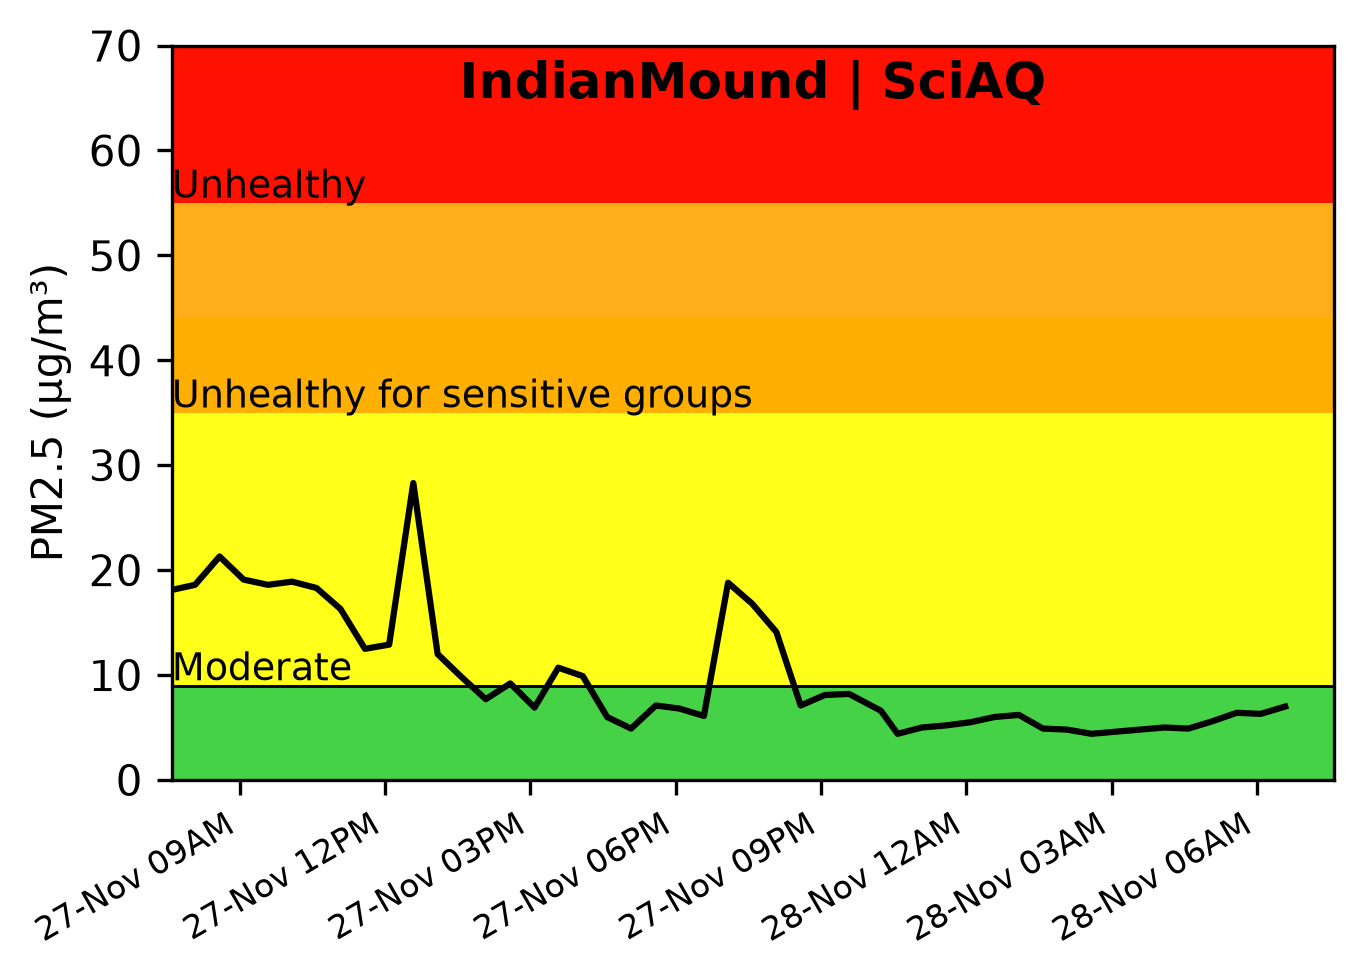 IndianMound | SciAQ
70
60
Unhealthy
50
40
Unhealthy for sensitive groups
30
20
Moderate
10
0
PM2.5 (µg/m³)
27-Nov 09AM
27-Nov 12PM
27-Nov 03PM
27-Nov 06PM
27-Nov 09PM
28-Nov 12AM
28-Nov 03AM
28-Nov 06AM